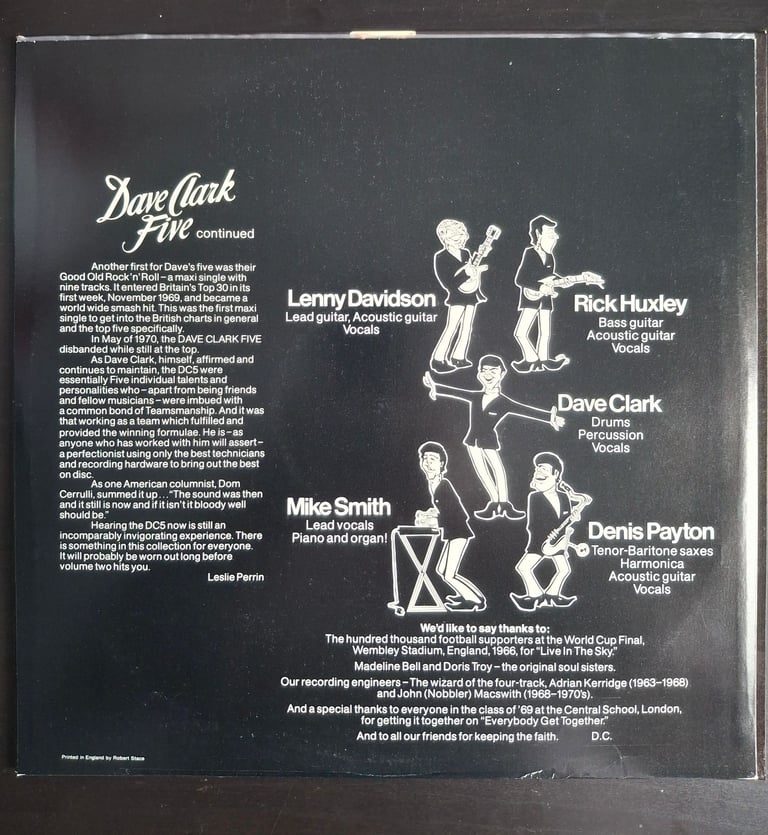 Dave Clark
Five continued
Another first for Dave's five was their
Good Old Rock 'n' Roll – a maxi single with
nine tracks. It entered Britain's Top 30 in its
first week, November 1969, and became a
world wide smash hit. This was the first maxi
single to get into the British charts in general
and the top five specifically.
In May of 1970, the DAVE CLARK FIVE
disbanded while still at the top.
As Dave Clark, himself, affirmed and
continues to maintain, the DC5 were
essentially Five individual talents and
personalities who – apart from being friends
and fellow musicians – were imbued with
a common bond of Teamsmanship. And it was
that working as a team which fulfilled and
provided the winning formulae. He is – as
anyone who has worked with him will assert –
a perfectionist using only the best technicians
and recording hardware to bring out the best
on disc.
As one American columnist, Dom
Cerrulli, summed it up... "The sound was then
and it still is now and if it isn't it bloody well
should be."
Hearing the DC5 now is still an
incomparably invigorating experience. There
is something in this collection for everyone.
It will probably be worn out long before
volume two hits you.
Leslie Perrin
Lenny Davidson
Lead guitar, Acoustic guitar
Vocals
Rick Huxley
Bass guitar
Acoustic guitar
Vocals
Dave Clark
Drums
Percussion
Vocals
Mike Smith
Lead vocals
Piano and organ!
Denis Payton
Tenor-Baritone saxes
Harmonica
Acoustic guitar
Vocals
We'd like to say thanks to:
The hundred thousand football supporters at the World Cup Final,
Wembley Stadium, England, 1966, for "Live In The Sky."
Madeline Bell and Doris Troy – the original soul sisters.
Our recording engineers – The wizard of the four-track, Adrian Kerridge (1963–1968)
and John (Nobbler) Macswith (1968–1970's).
And a special thanks to everyone in the class of '69 at the Central School, London,
for getting it together on "Everybody Get Together."
And to all our friends for keeping the faith. D.C.
Printed in England by Robert Stace